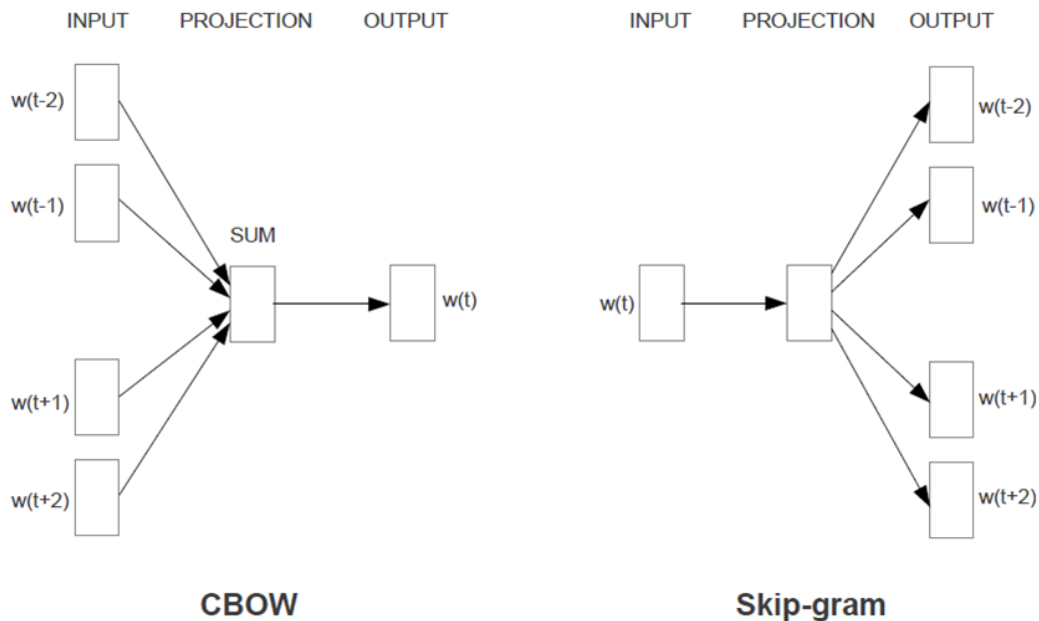 INPUT PROJECTION OUTPUT
w(t-2)
w(t-1)
SUM
w(t)
w(t+1)
w(t+2)
CBOW
INPUT PROJECTION OUTPUT
w(t-2)
w(t-1)
w(t)
w(t+1)
w(t+2)
Skip-gram